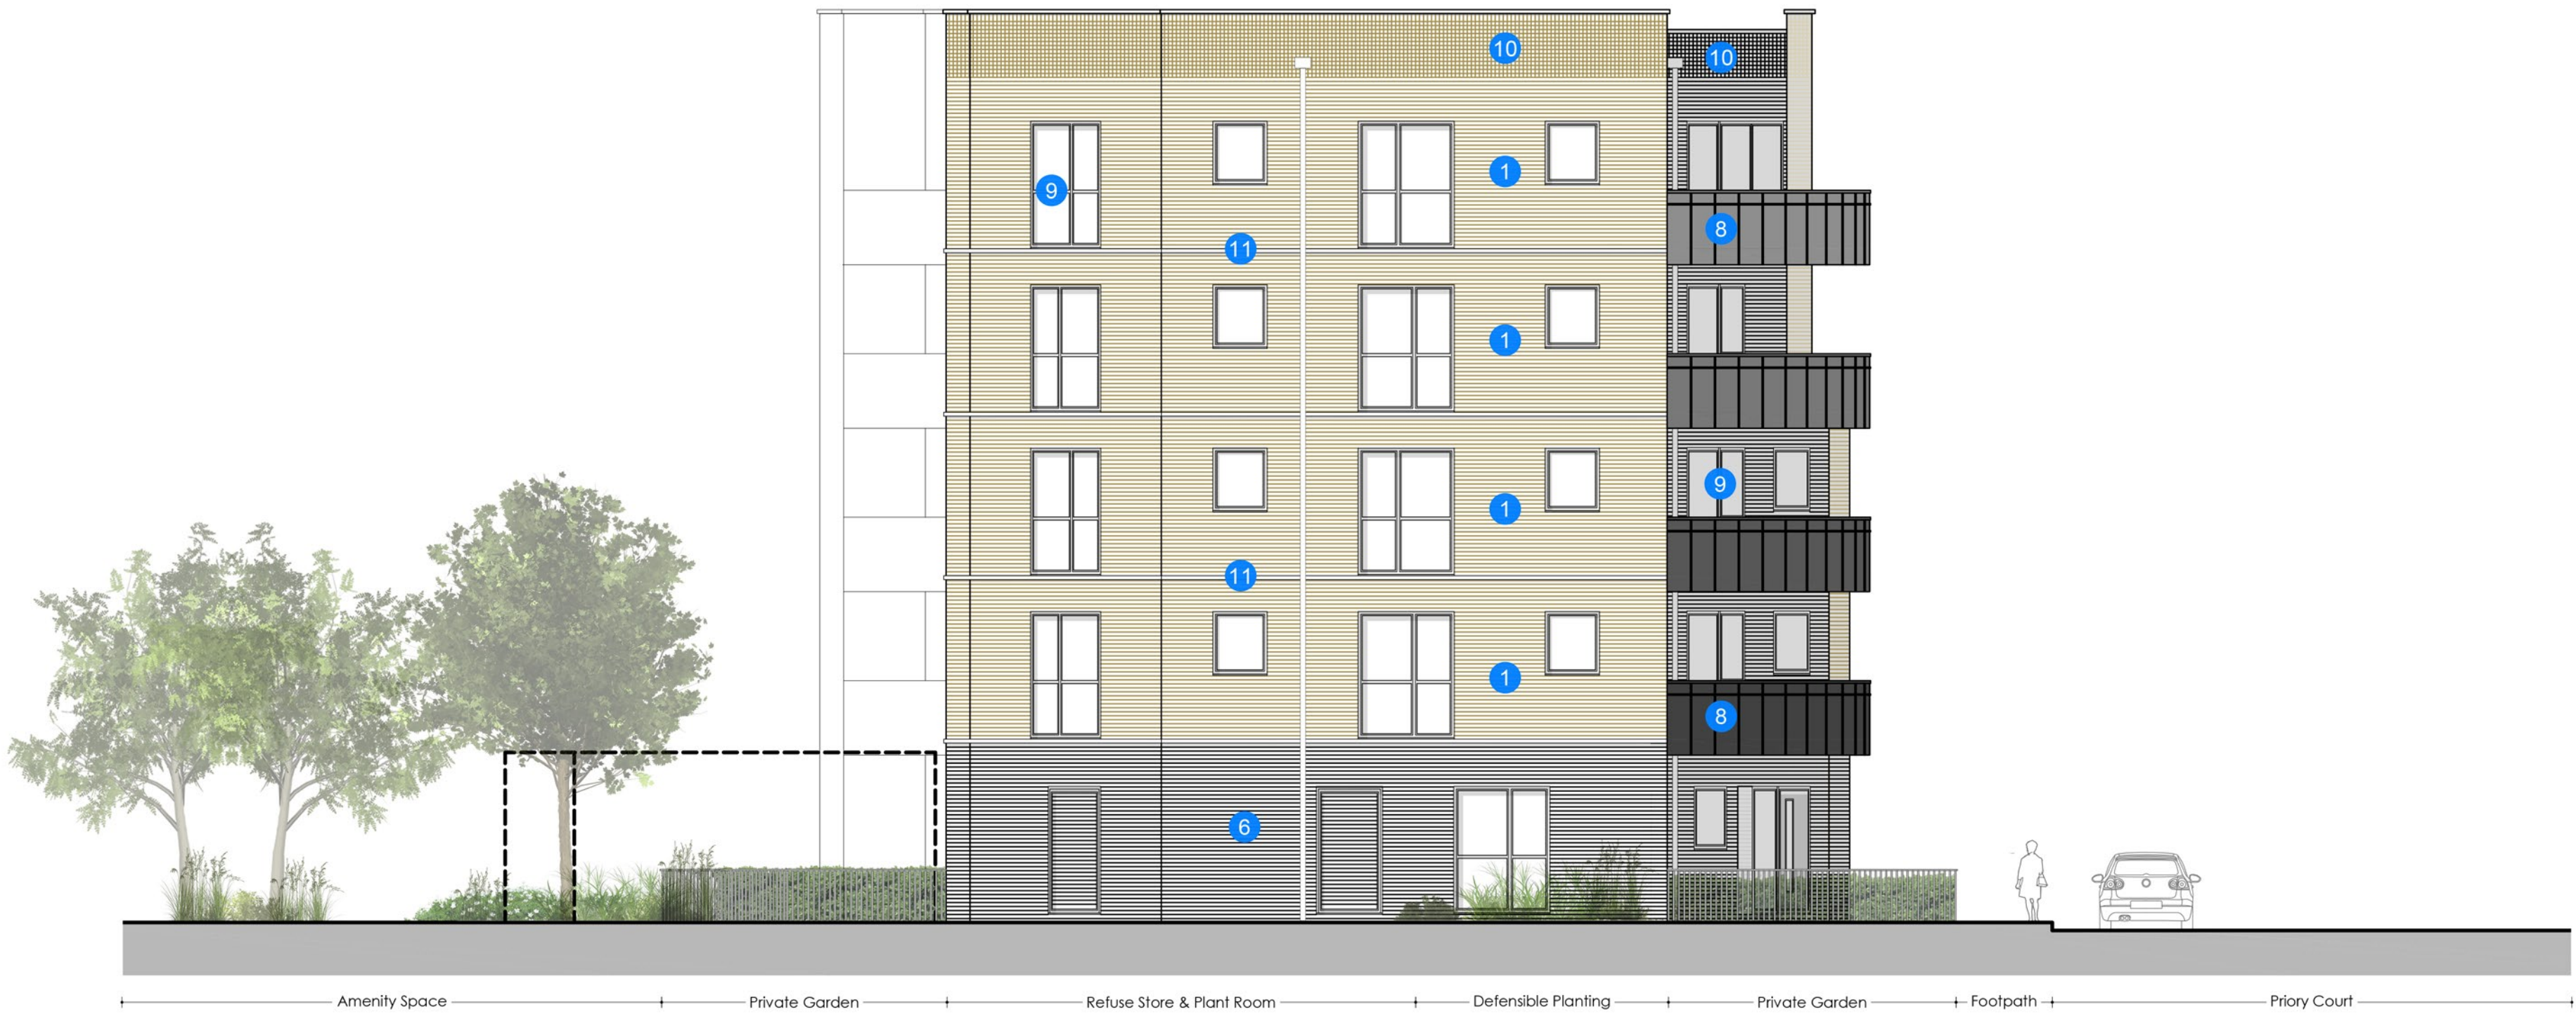 10
10
1
9
8
11
1
9
1
11
1
8
6
Amenity Space
Private Garden
Refuse Store & Plant Room
Defensible Planting
Private Garden
Footpath
Priory Court